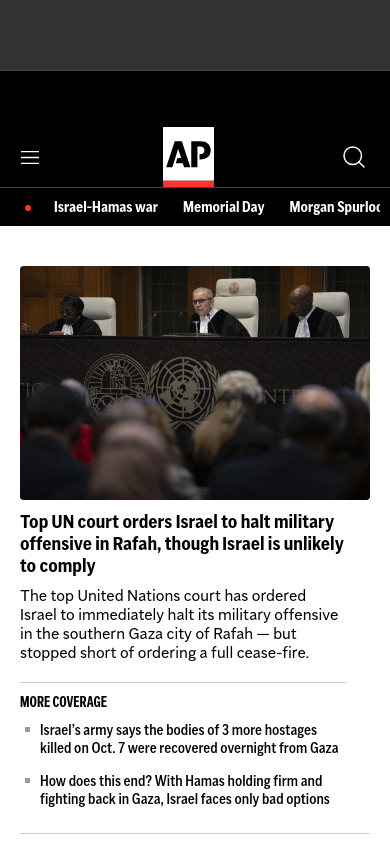 AP
Israel-Hamas war Memorial Day Morgan Spurloc
Top UN court orders Israel to halt military
offensive in Rafah, though Israel is unlikely
to comply
The top United Nations court has ordered
Israel to immediately halt its military offensive
in the southern Gaza city of Rafah — but
stopped short of ordering a full cease-fire.
MORE COVERAGE
Israel's army says the bodies of 3 more hostages
killed on Oct. 7 were recovered overnight from Gaza
How does this end? With Hamas holding firm and
fighting back in Gaza, Israel faces only bad options